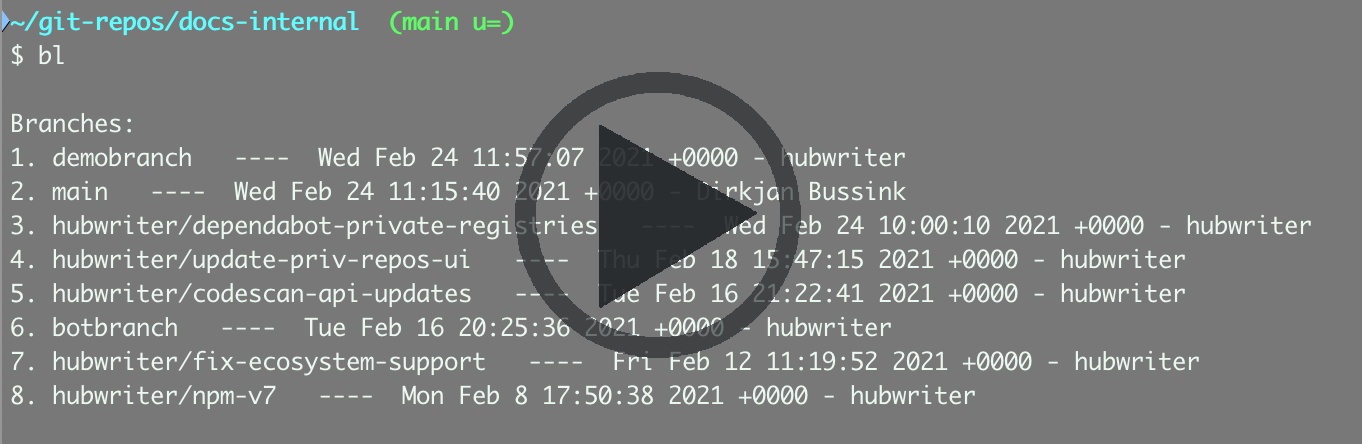 ~/git-repos/docs-internal (main u=)
$ bl
Branches:
1. demobranch ---- Wed Feb 24 11:57:07 2021 +0000 - hubwriter
2. main ---- Wed Feb 24 11:15:40 2021 +0000 - Dirkjan Bussink
3. hubwriter/dependabot-private-registries ---- Wed Feb 24 10:00:10 2021 +0000 - hubwriter
4. hubwriter/update-priv-repos-ui ---- Thu Feb 18 15:47:15 2021 +0000 - hubwriter
5. hubwriter/codescan-api-updates ---- Tue Feb 16 21:22:41 2021 +0000 - hubwriter
6. botbranch ---- Tue Feb 16 20:25:36 2021 +0000 - hubwriter
7. hubwriter/fix-ecosystem-support ---- Fri Feb 12 11:19:52 2021 +0000 - hubwriter
8. hubwriter/npm-v7 ---- Mon Feb 8 17:50:38 2021 +0000 - hubwriter